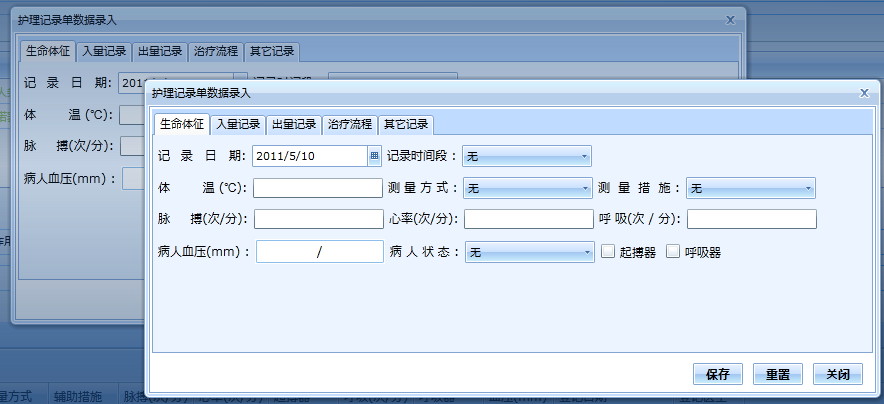 护理记录单数据录入
生命体征 入量记录 出量记录 治疗流程 其它记录
记 录 日 期: 2011
体 温 (℃):
脉 搏(次/分):
病人血压(mm) :
护理记录单数据录入
生命体征 入量记录 出量记录 治疗流程 其它记录
记 录 日 期: 2011/5/10 记录时间段 : 无
体 温 (℃): 测 量 方 式 : 无 测 量 措 施 : 无
脉 搏(次/分): 心率(次/分): 呼 吸(次 / 分):
病人血压(mm) : / 病 人 状 态 : 无 起搏器 呼吸器
保存 重置 关闭
量方式 辅助措施